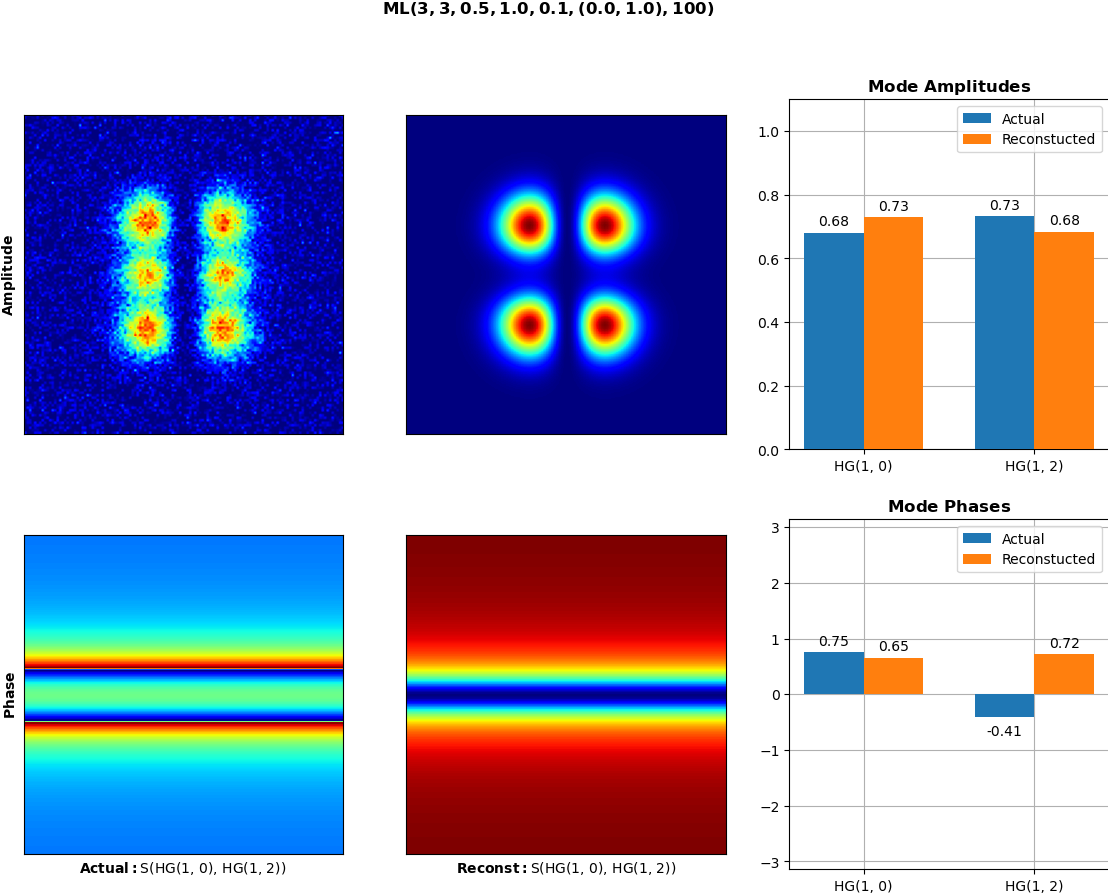 ML(3, 3, 0.5, 1.0, 0.1, (0.0, 1.0), 100)
Amplitude
Mode Amplitudes
Actual
Reconstucted
1.0
0.8
0.6
0.4
0.2
0.0
0.68
0.73
0.73
0.68
HG(1, 0)
HG(1, 2)
Phase
Actual: S(HG(1, 0), HG(1, 2))
Reconst: S(HG(1, 0), HG(1, 2))
Mode Phases
Actual
Reconstucted
3
2
1
0
−1
−2
−3
0.75
0.65
-0.41
0.72
HG(1, 0)
HG(1, 2)